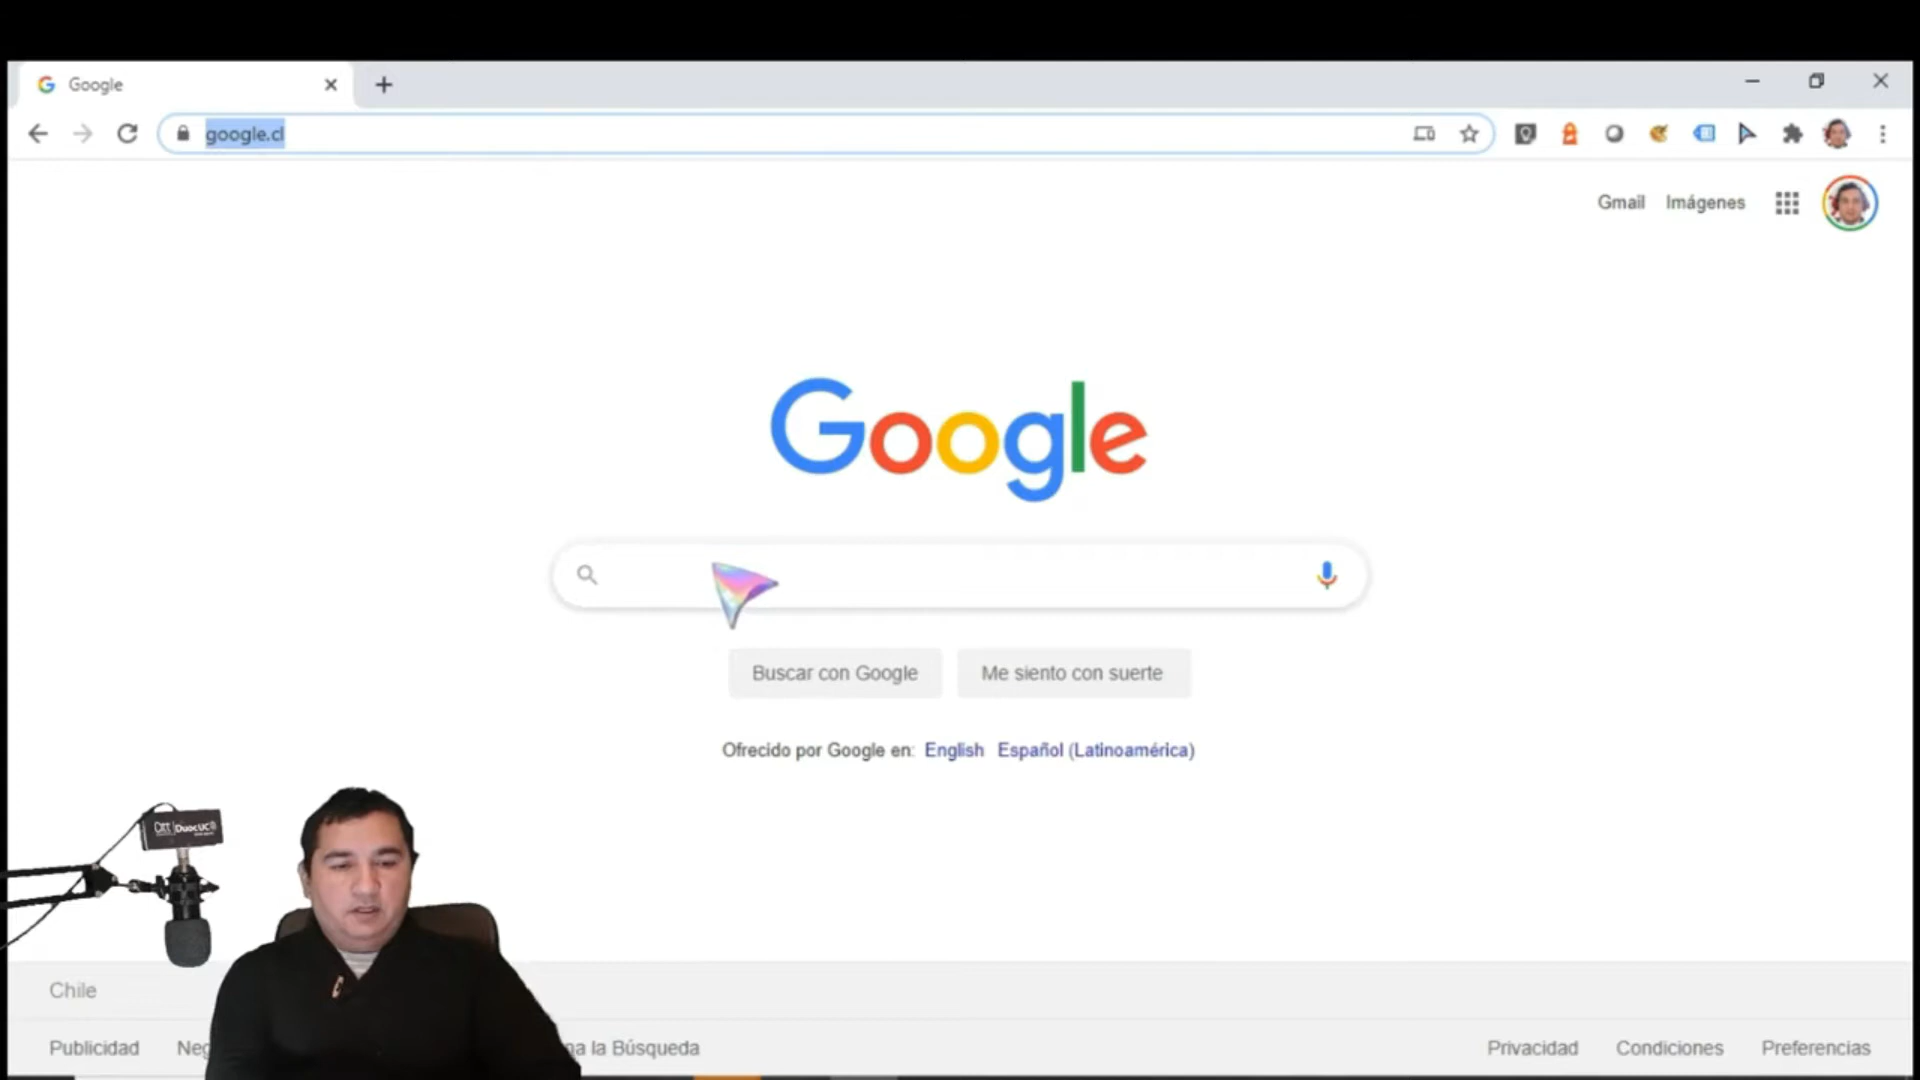 Google
google.cl
Gmail Imágenes
Google
Buscar con Google Me siento con suerte
Ofrecido por Google en: English Español (Latinoamérica)
DuocUC
Chile
Publicidad
la Búsqueda
Privacidad Condiciones Preferencias